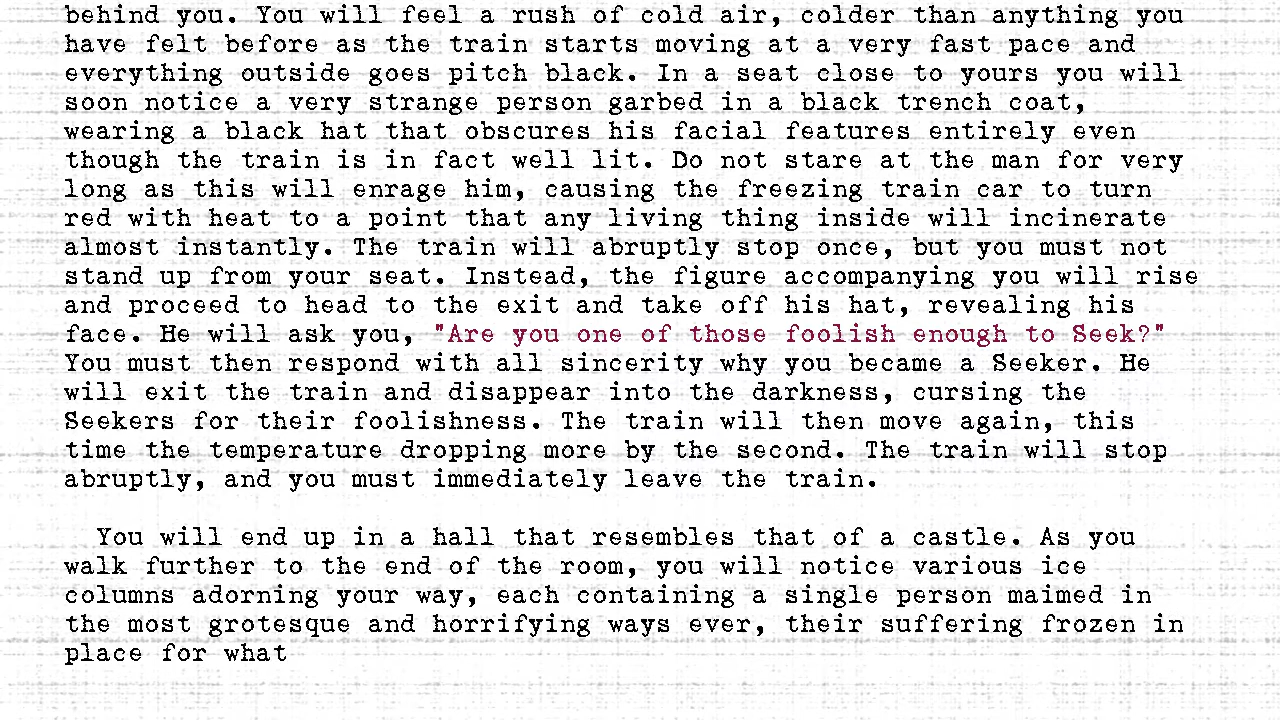 behind you. You will feel a rush of cold air, colder than anything you
have felt before as the train starts moving at a very fast pace and
everything outside goes pitch black. In a seat close to yours you will
soon notice a very strange person garbed in a black trench coat,
wearing a black hat that obscures his facial features entirely even
though the train is in fact well lit. Do not stare at the man for very
long as this will enrage him, causing the freezing train car to turn
red with heat to a point that any living thing inside will incinerate
almost instantly. The train will abruptly stop once, but you must not
stand up from your seat. Instead, the figure accompanying you will rise
and proceed to head to the exit and take off his hat, revealing his
face. He will ask you, "Are you one of those foolish enough to Seek?"
You must then respond with all sincerity why you became a Seeker. He
will exit the train and disappear into the darkness, cursing the
Seekers for their foolishness. The train will then move again, this
time the temperature dropping more by the second. The train will stop
abruptly, and you must immediately leave the train.
You will end up in a hall that resembles that of a castle. As you
walk further to the end of the room, you will notice various ice
columns adorning your way, each containing a single person maimed in
the most grotesque and horrifying ways ever, their suffering frozen in
place for what